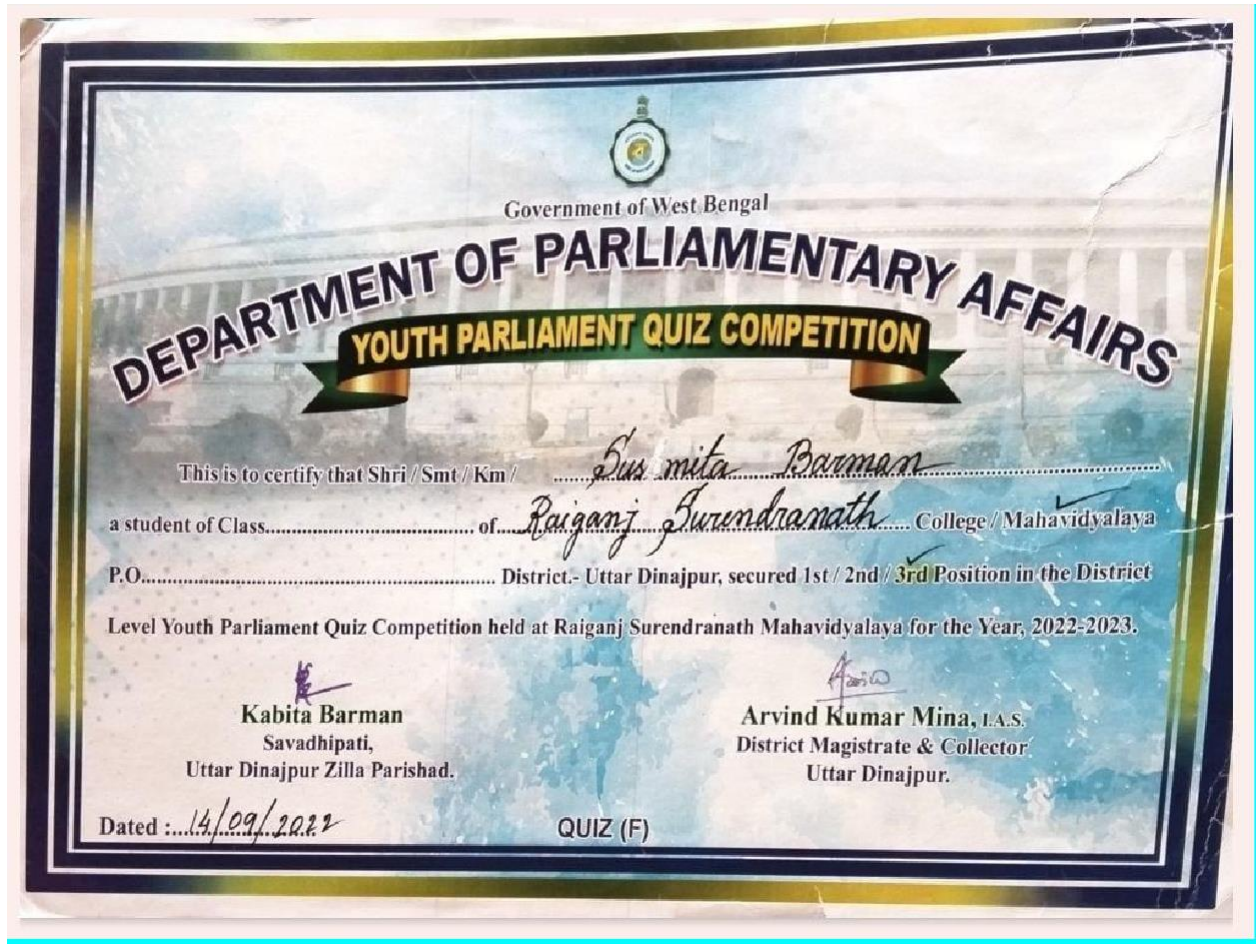 Government of West Bengal
DEPARTMENT OF PARLIAMENTARY AFFAIRS
YOUTH PARLIAMENT QUIZ COMPETITION
This is to certify that Shri / Smt / Km / ..... Susmita Barman .....
a student of Class..... of..... Raiganj Surendranath ..... College / Mahavidyalaya
P.O..... District.- Uttar Dinajpur, secured 1st / 2nd / 3rd Position in the District
Level Youth Parliament Quiz Competition held at Raiganj Surendranath Mahavidyalaya for the Year, 2022-2023.
Kabita Barman
Savadhipati,
Uttar Dinajpur Zilla Parishad.
Arvind Kumar Mina, I.A.S.
District Magistrate & Collector
Uttar Dinajpur.
Dated :... 14/09/2022
QUIZ (F)